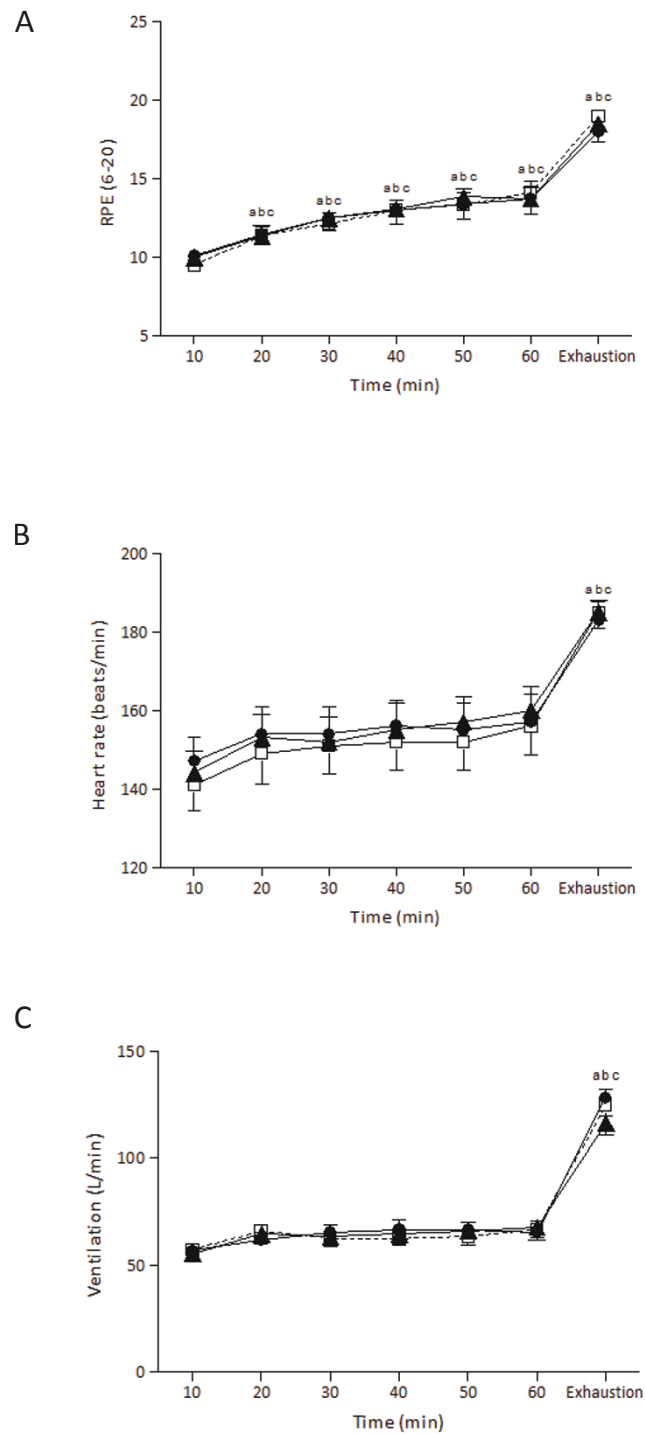 A
25
20
15
10
5
RPE (6-20)
abc
abc
abc
abc
abc
abc
10 20 30 40 50 60 Exhaustion
Time (min)
B
200
180
160
140
120
Heart rate (beats/min)
abc
10 20 30 40 50 60 Exhaustion
Time (min)
C
150
100
50
0
Ventilation (L/min)
abc
10 20 30 40 50 60 Exhaustion
Time (min)